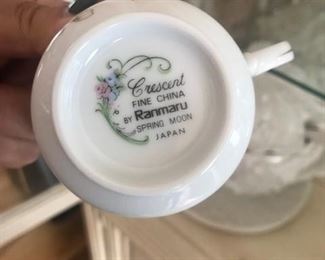 Crescent
FINE CHINA
BY Ranmaru
SPRING MOON
JAPAN